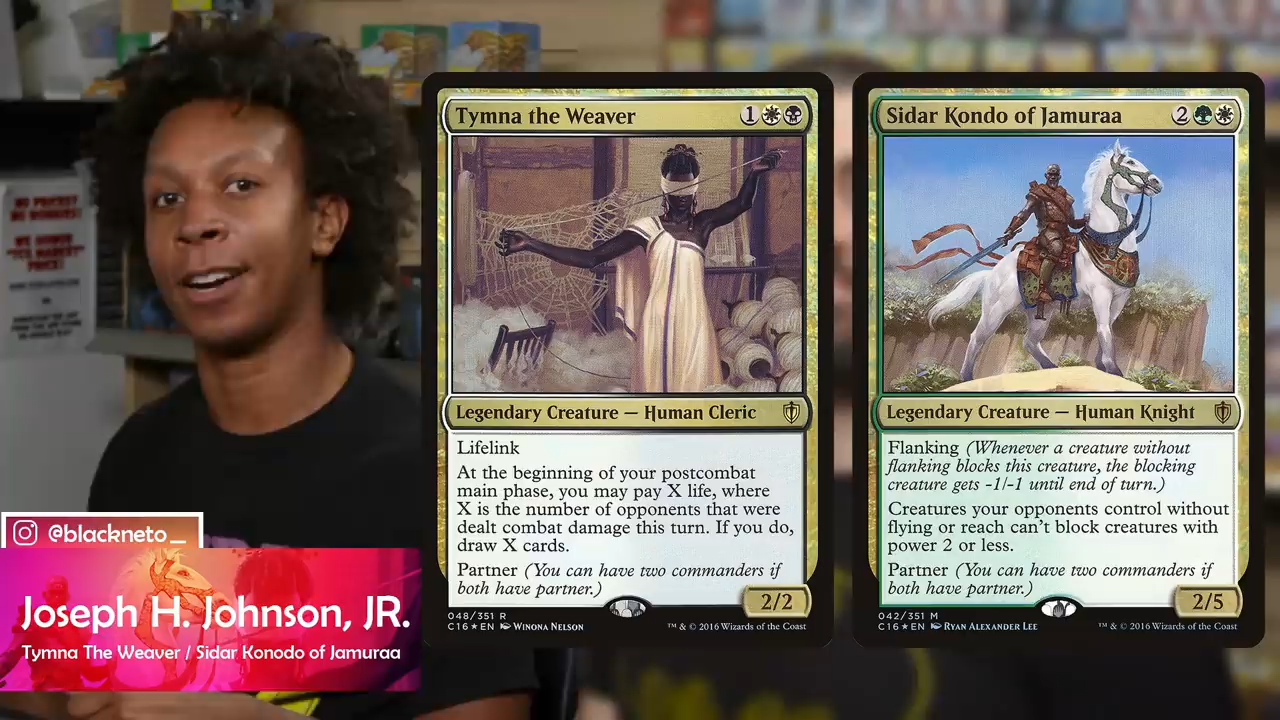 NO PHONEY
WE HONOR
PRICE!
@blackneto_
Joseph H. Johnson, JR.
Tymna The Weaver / Sidar Konodo of Jamuraa
Tymna the Weaver
1
Legendary Creature — Human Cleric
Lifelink
At the beginning of your postcombat
main phase, you may pay X life, where
X is the number of opponents that were
dealt combat damage this turn. If you do,
draw X cards.
Partner (You can have two commanders if
both have partner.)
2/2
048/351 R
C16★EN Winona Nelson
™ & © 2016 Wizards of the Coast
Sidar Kondo of Jamuraa
2
Legendary Creature — Human Knight
Flanking (Whenever a creature without
flanking blocks this creature, the blocking
creature gets -1/-1 until end of turn.)
Creatures your opponents control without
flying or reach can't block creatures with
power 2 or less.
Partner (You can have two commanders if
both have partner.)
2/5
042/351 M
C16★EN Ryan Alexander Lee
™ & © 2016 Wizards of the Coast